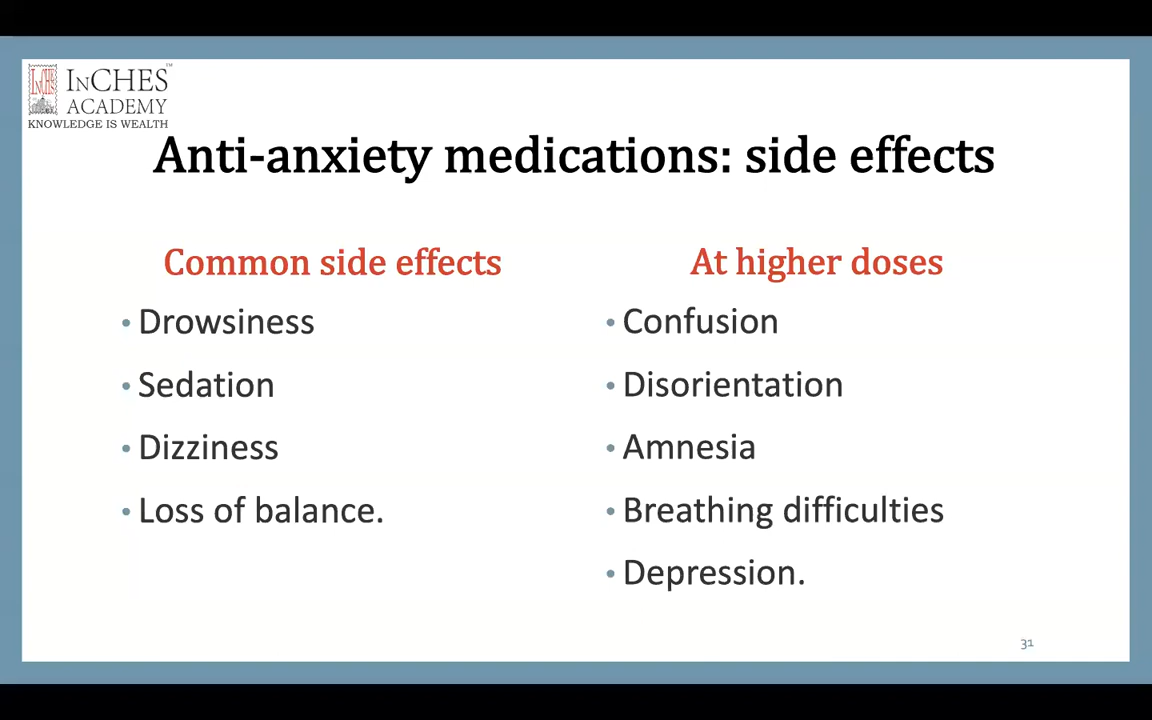 InCHES
ACADEMY
KNOWLEDGE IS WEALTH
Anti-anxiety medications: side effects
Common side effects
• Drowsiness
• Sedation
• Dizziness
• Loss of balance.
At higher doses
• Confusion
• Disorientation
• Amnesia
• Breathing difficulties
• Depression.
31